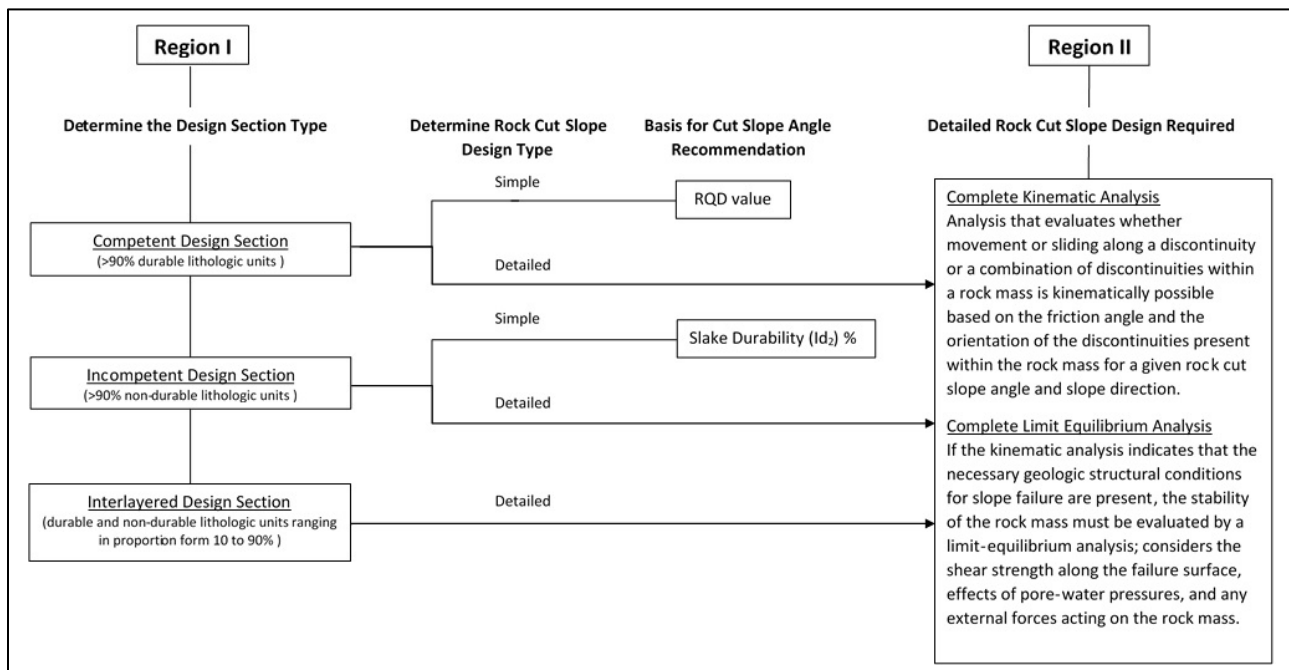 Region I
Region II
Determine the Design Section Type
Determine Rock Cut Slope
Design Type
Basis for Cut Slope Angle
Recommendation
Detailed Rock Cut Slope Design Required
Simple
RQD value
Competent Design Section
(>90% durable lithologic units )
Detailed
Simple
Slake Durability (Id₂) %
Incompetent Design Section
(>90% non-durable lithologic units )
Detailed
Interlayered Design Section
(durable and non-durable lithologic units ranging
in proportion form 10 to 90% )
Detailed
Complete Kinematic Analysis
Analysis that evaluates whether
movement or sliding along a discontinuity
or a combination of discontinuities within
a rock mass is kinematically possible
based on the friction angle and the
orientation of the discontinuities present
within the rock mass for a given rock cut
slope angle and slope direction.
Complete Limit Equilibrium Analysis
If the kinematic analysis indicates that the
necessary geologic structural conditions
for slope failure are present, the stability
of the rock mass must be evaluated by a
limit-equilibrium analysis; considers the
shear strength along the failure surface,
effects of pore-water pressures, and any
external forces acting on the rock mass.